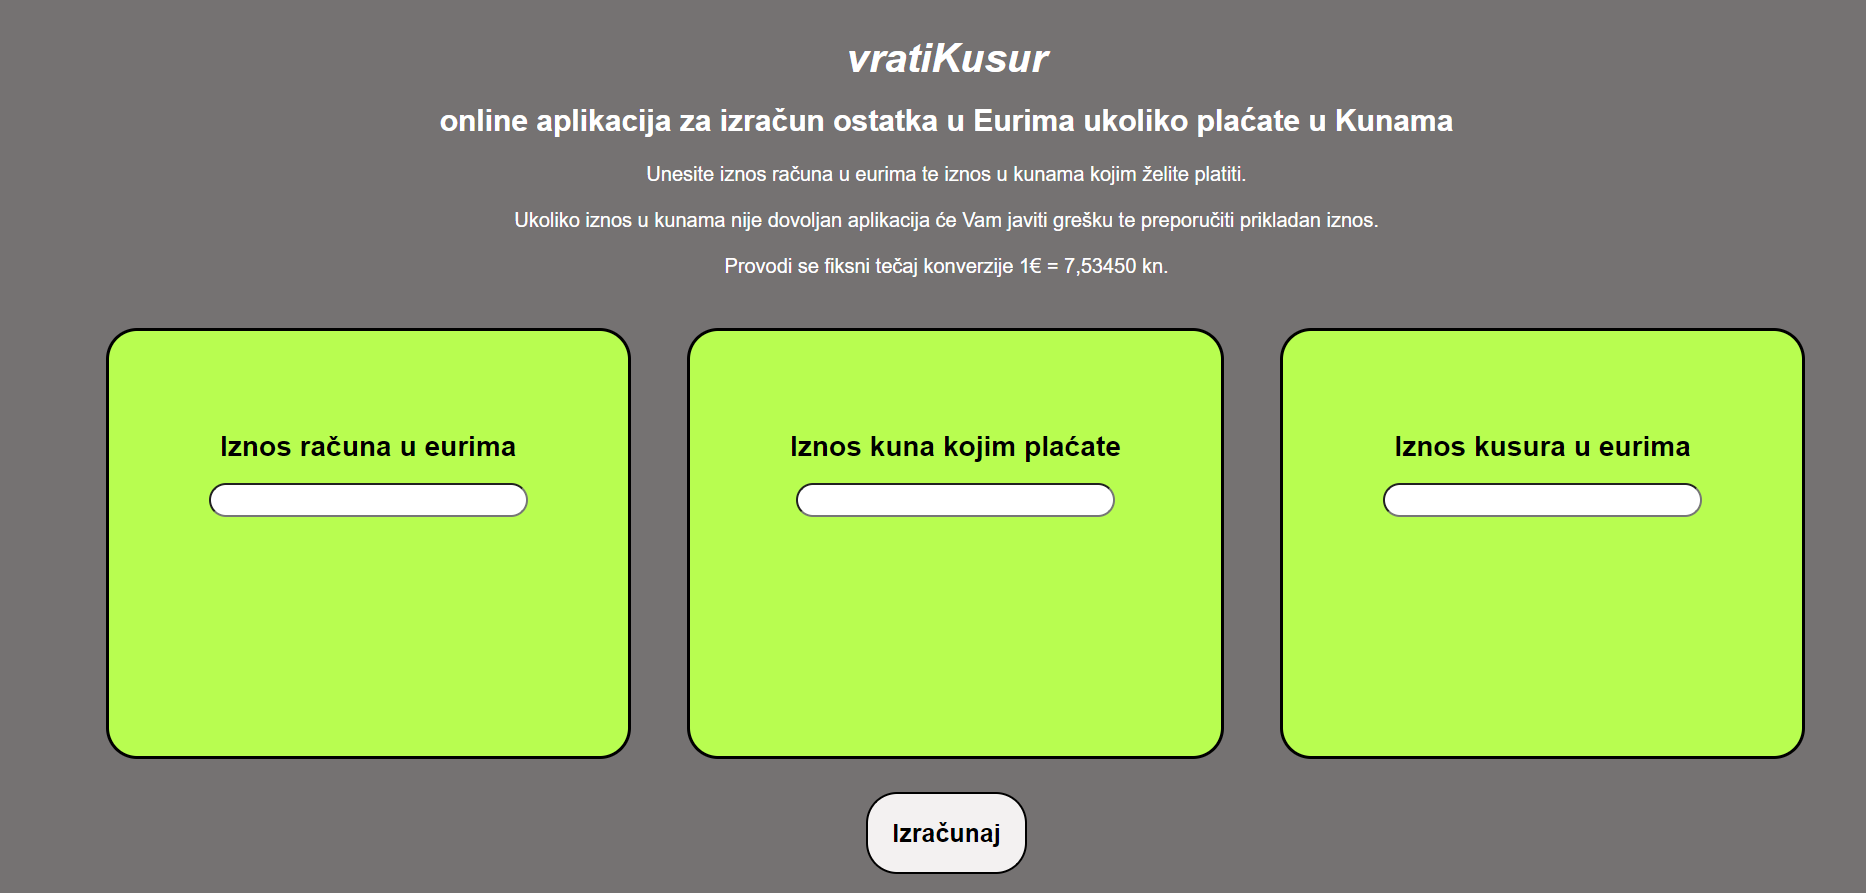 vratiKusur
online aplikacija za izračun ostatka u Eurima ukoliko plaćate u Kunama
Unesite iznos računa u eurima te iznos u kunama kojim želite platiti.
Ukoliko iznos u kunama nije dovoljan aplikacija će Vam javiti grešku te preporučiti prikladan iznos.
Provodi se fiksni tečaj konverzije 1€ = 7,53450 kn.
Iznos računa u eurima
Iznos kuna kojim plaćate
Iznos kusura u eurima
Izračunaj